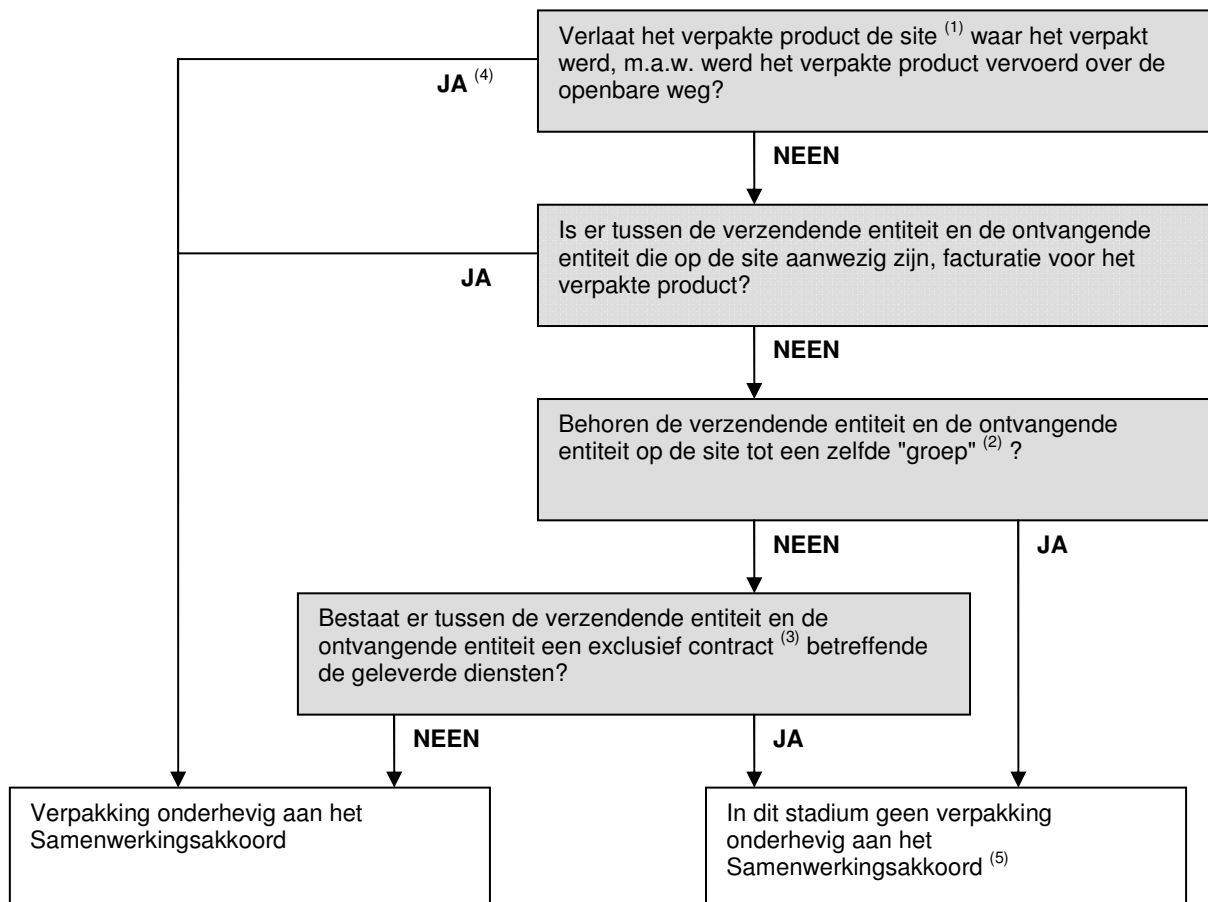 Verlaat het verpakte product de site (1) waar het verpakt
werd, m.a.w. werd het verpakte product vervoerd over de
openbare weg?
JA (4)
NEEN
Is er tussen de verzendende entiteit en de ontvangende
entiteit die op de site aanwezig zijn, facturatie voor het
verpakte product?
JA
NEEN
Behoren de verzendende entiteit en de ontvangende
entiteit op de site tot een zelfde "groep" (2) ?
NEEN
JA
Bestaat er tussen de verzendende entiteit en de
ontvangende entiteit een exclusief contract (3) betreffende
de geleverde diensten?
NEEN
JA
Verpakking onderhevig aan het
Samenwerkingsakkoord
In dit stadium geen verpakking
onderhevig aan het
Samenwerkingsakkoord (5)